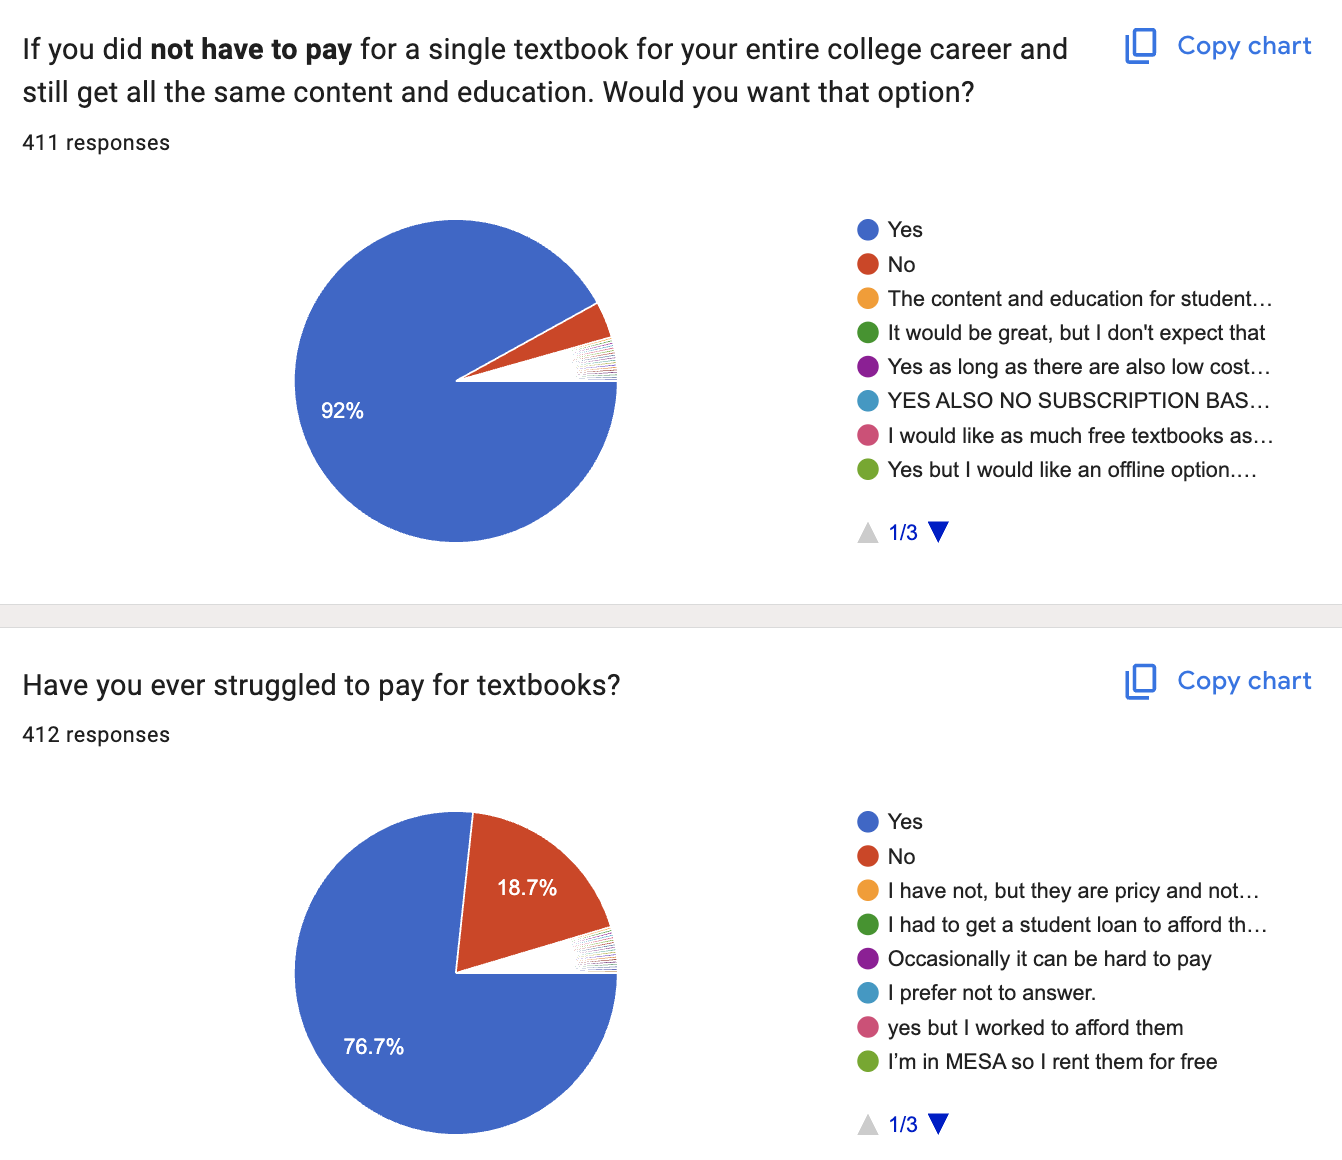 If you did not have to pay for a single textbook for your entire college career and
still get all the same content and education. Would you want that option?
Copy chart
411 responses
92%
Yes
No
The content and education for student…
It would be great, but I don't expect that
Yes as long as there are also low cost…
YES ALSO NO SUBSCRIPTION BAS…
I would like as much free textbooks as…
Yes but I would like an offline option.…
1/3
Have you ever struggled to pay for textbooks?
Copy chart
412 responses
18.7%
76.7%
Yes
No
I have not, but they are pricy and not…
I had to get a student loan to afford th…
Occasionally it can be hard to pay
I prefer not to answer.
yes but I worked to afford them
I’m in MESA so I rent them for free
1/3